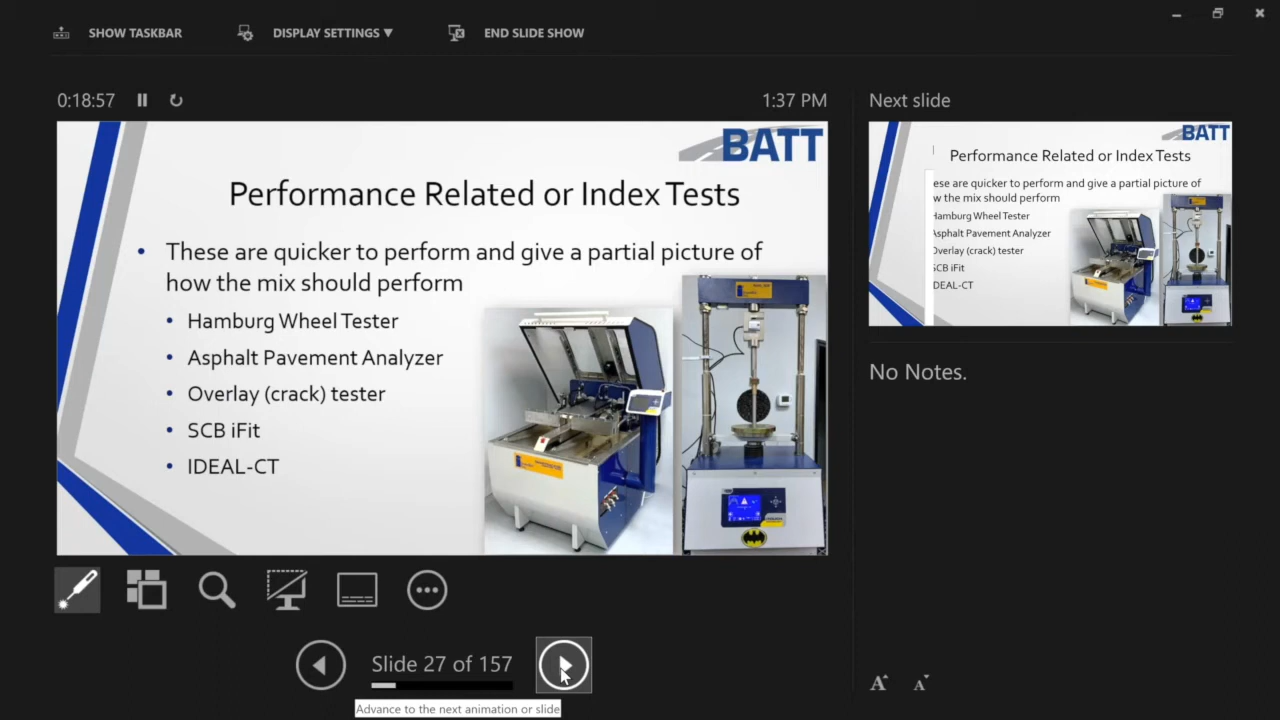 SHOW TASKBAR
DISPLAY SETTINGS ▼
END SLIDE SHOW
0:18:57
1:37 PM
BATT
Performance Related or Index Tests
• These are quicker to perform and give a partial picture of
how the mix should perform
• Hamburg Wheel Tester
• Asphalt Pavement Analyzer
• Overlay (crack) tester
• SCB iFit
• IDEAL-CT
Next slide
BATT
Performance Related or Index Tests
ese are quicker to perform and give a partial picture of
w the mix should perform
Hamburg Wheel Tester
Asphalt Pavement Analyzer
Overlay (crack) tester
SCB iFit
IDEAL-CT
No Notes.
Slide 27 of 157
Advance to the next animation or slide
A A